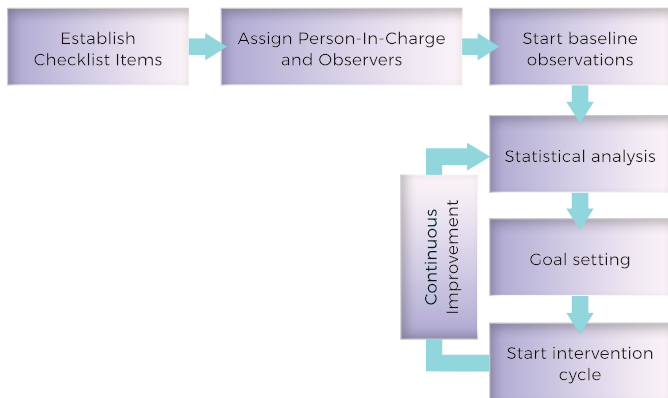 Establish
Checklist Items
Assign Person-In-Charge
and Observers
Start baseline
observations
Statistical analysis
Continuous
Improvement
Goal setting
Start intervention
cycle